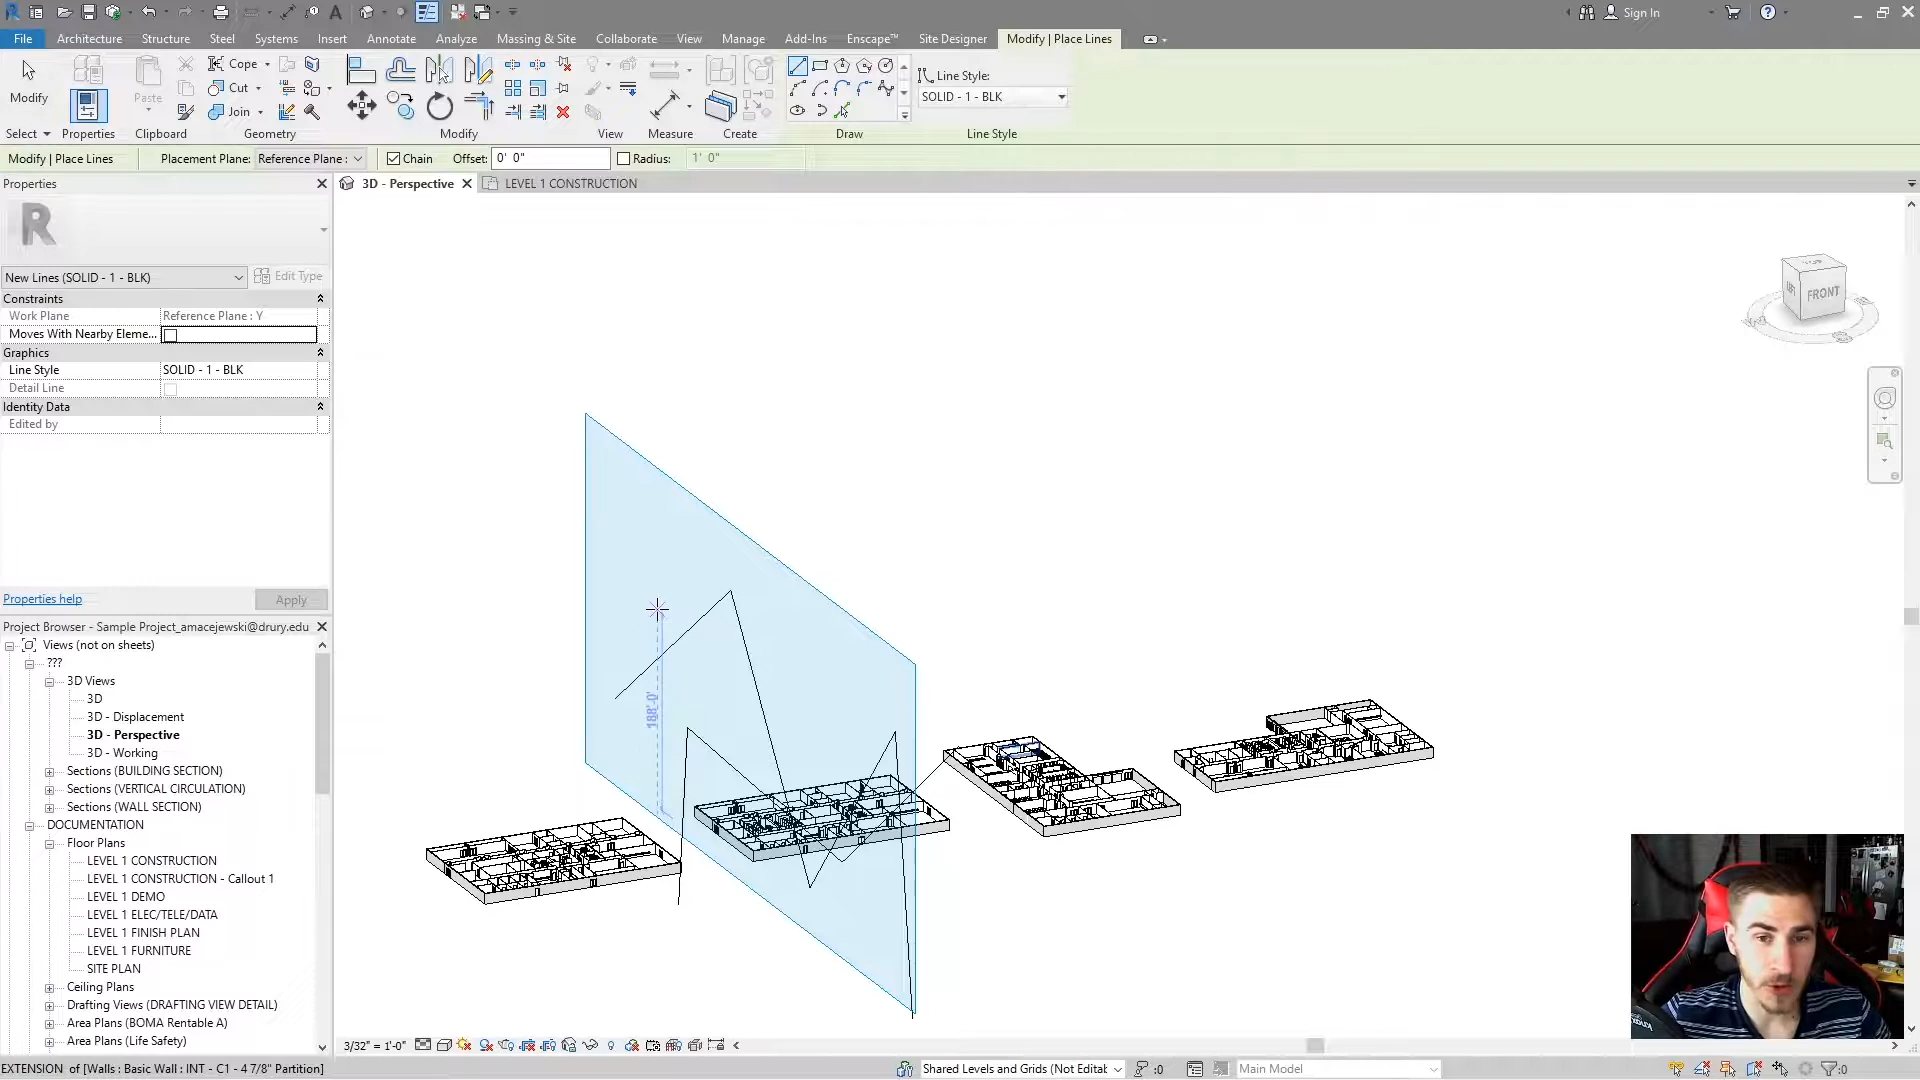 Sign In
File
Architecture
Structure
Steel
Systems
Insert
Annotate
Analyze
Massing & Site
Collaborate
View
Manage
Add-Ins
Enscape™
Site Designer
Modify | Place Lines
Modify
Select
Properties
Paste
Clipboard
Cope
Cut
Join
Geometry
Modify
View
Measure
Create
Draw
Line Style:
SOLID - 1 - BLK
Line Style
Modify | Place Lines
Placement Plane:
Reference Plane :
Chain
Offset:
0' 0"
Radius:
1' 0"
Properties
3D - Perspective
LEVEL 1 CONSTRUCTION
New Lines (SOLID - 1 - BLK)
Edit Type
Constraints
Work Plane
Reference Plane : Y
Moves With Nearby Eleme...
Graphics
Line Style
SOLID - 1 - BLK
Detail Line
Identity Data
Edited by
Properties help
Apply
Project Browser - Sample Project_amacejewski@drury.edu
Views (not on sheets)
???
3D Views
3D
3D - Displacement
3D - Perspective
3D - Working
Sections (BUILDING SECTION)
Sections (VERTICAL CIRCULATION)
Sections (WALL SECTION)
DOCUMENTATION
Floor Plans
LEVEL 1 CONSTRUCTION
LEVEL 1 CONSTRUCTION - Callout 1
LEVEL 1 DEMO
LEVEL 1 ELEC/TELE/DATA
LEVEL 1 FINISH PLAN
LEVEL 1 FURNITURE
SITE PLAN
Ceiling Plans
Drafting Views (DRAFTING VIEW DETAIL)
Area Plans (BOMA Rentable A)
Area Plans (Life Safety)
TOP
LEFT
FRONT
188'-0"
3/32" = 1'-0"
EXTENSION of [Walls : Basic Wall : INT - C1 - 4 7/8" Partition]
Shared Levels and Grids (Not Editab
:0
Main Model
:0